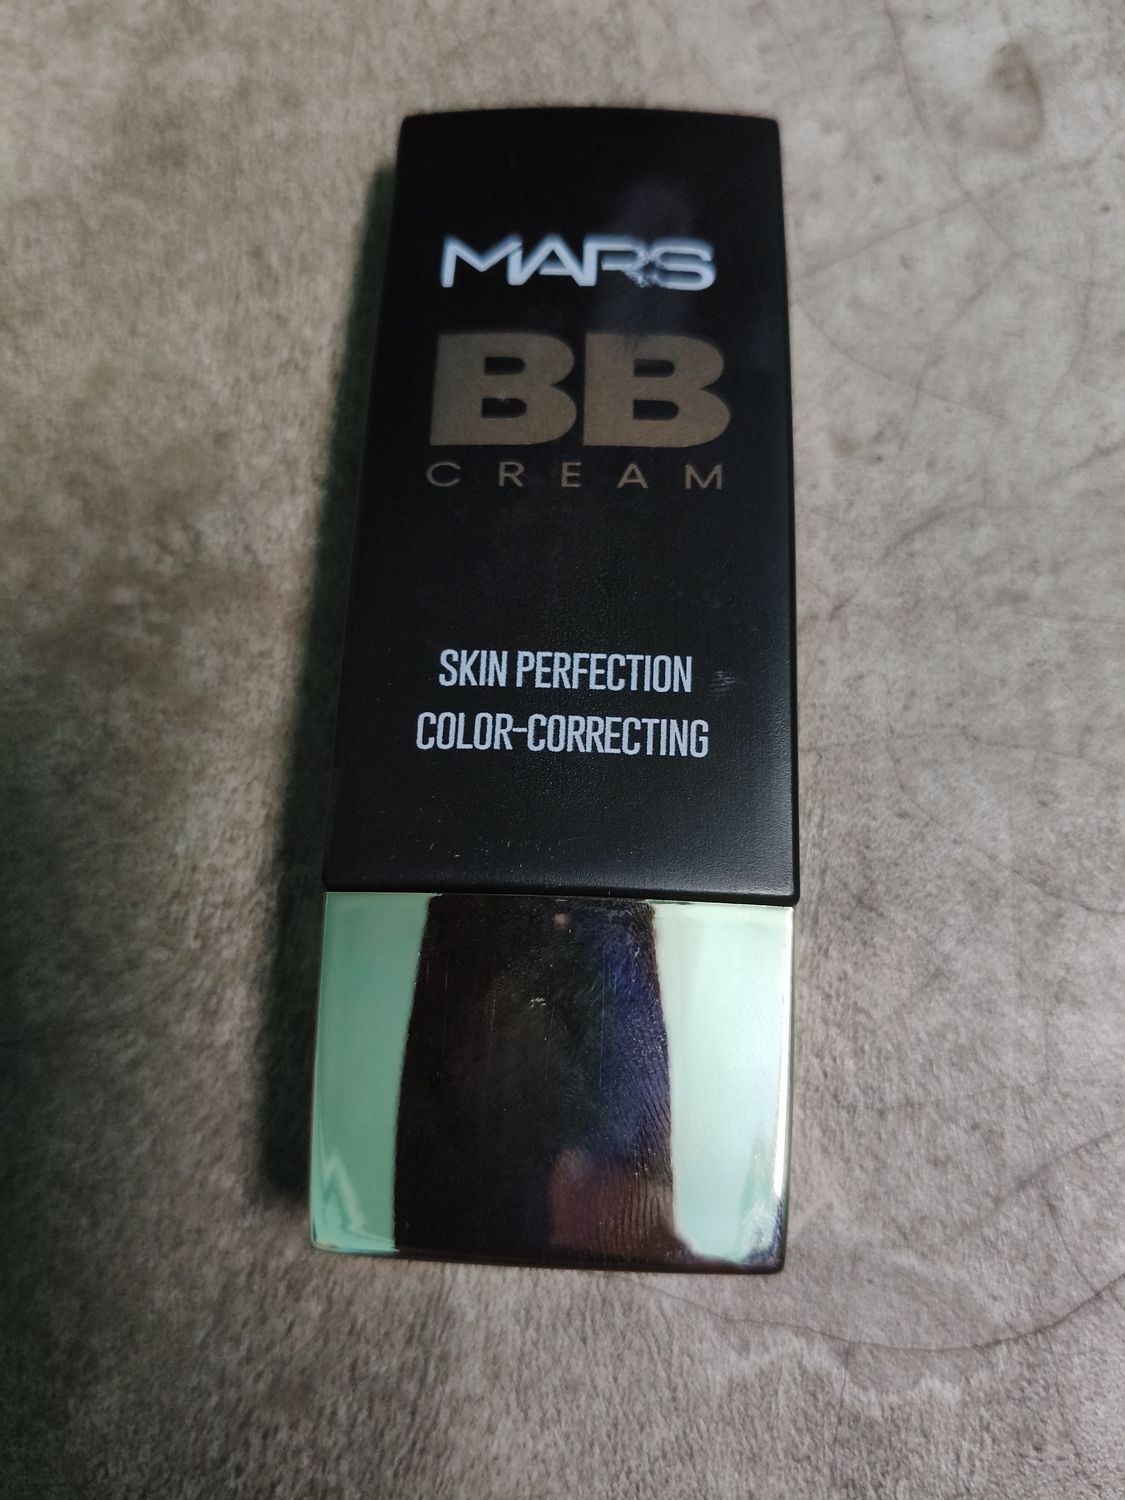 MARS
BB
CREAM
SKIN PERFECTION
COLOR-CORRECTING